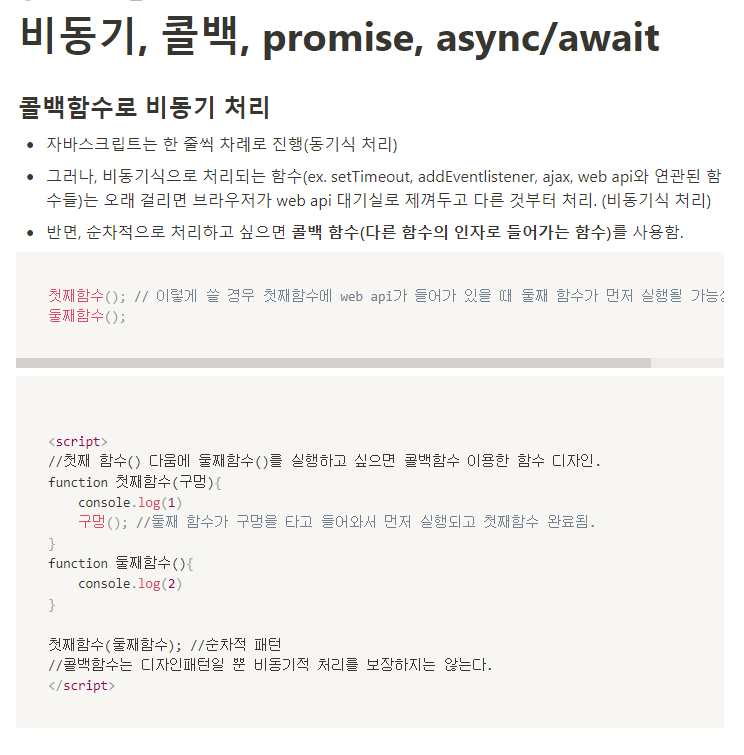 비동기, 콜백, promise, async/await
콜백함수로 비동기 처리
• 자바스크립트는 한 줄씩 차례로 진행(동기식 처리)
• 그러나, 비동기식으로 처리되는 함수(ex. setTimeout, addEventlistener, ajax, web api와 연관된 함
수들)는 오래 걸리면 브라우저가 web api 대기실로 제껴두고 다른 것부터 처리. (비동기식 처리)
• 반면, 순차적으로 처리하고 싶으면 콜백 함수(다른 함수의 인자로 들어가는 함수)를 사용함.
첫째함수(); // 이렇게 쓸 경우 첫째함수에 web api가 들어가 있을 때 둘째 함수가 먼저 실행될
둘째함수();
<script>
//첫째 함수() 다음에 둘째함수()를 실행하고 싶으면 콜백함수 이용한 함수 디자인.
function 첫째함수(구멍){
console.log(1)
구멍(); //둘째 함수가 구멍을 타고 들어와서 먼저 실행되고 첫째함수 완료됨.
}
function 둘째함수(){
console.log(2)
}
첫째함수(둘째함수); //순차적 패턴
//콜백함수는 디자인패턴일 뿐 비동기적 처리를 보장하지는 않는다.
</script>